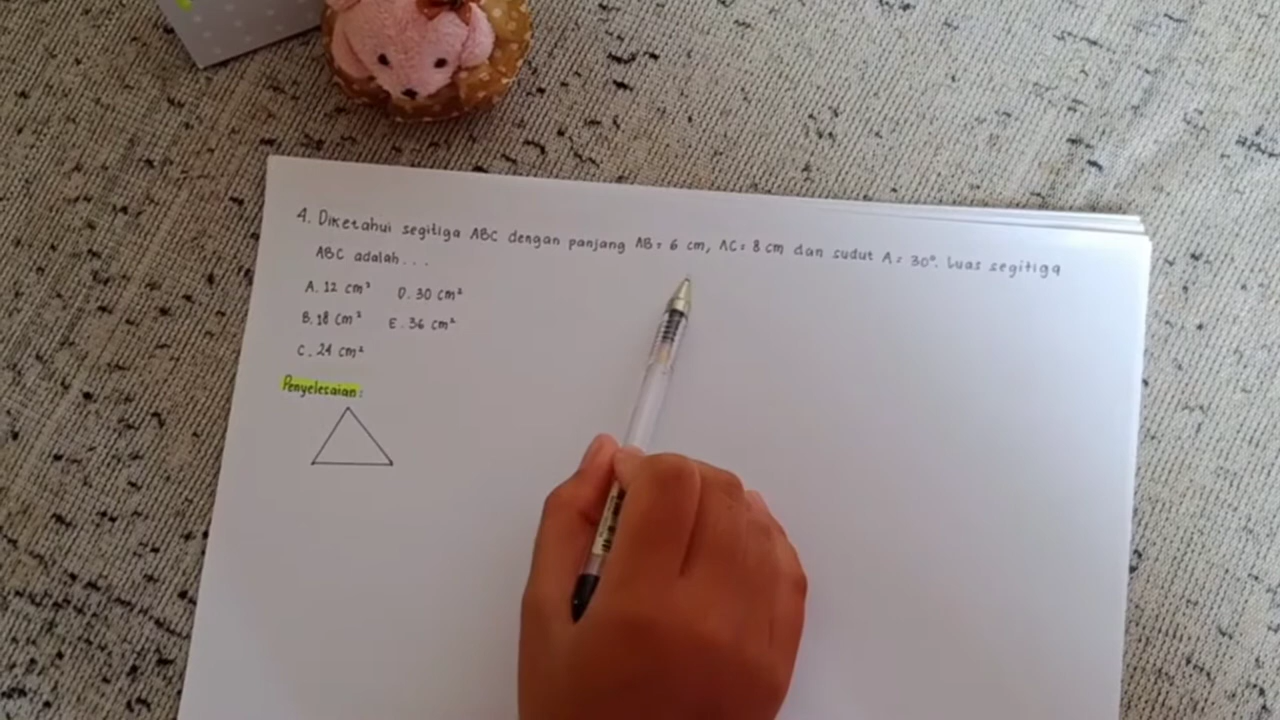 4. Diketahui segitiga ABC dengan panjang AB = 6 cm, AC = 8 cm dan sudut A = 30°. Luas segitiga
ABC adalah...
A. 12 cm² D. 30 cm²
B. 18 cm² E. 36 cm²
C. 24 cm²
Penyelesaian: